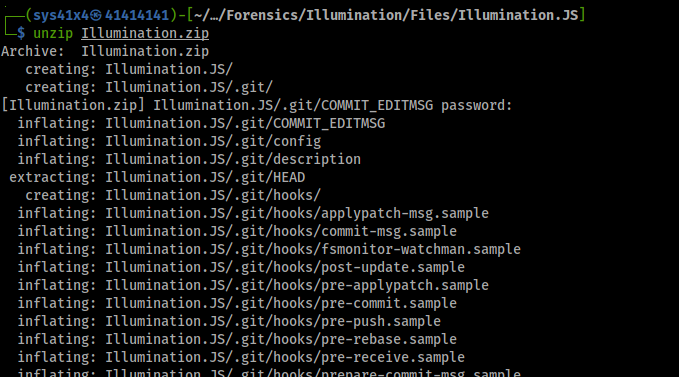 ┌──(sys41x4㉿41414141)-[~/…/Forensics/Illumination/Files/Illumination.JS]
└─$ unzip Illumination.zip
Archive:  Illumination.zip
   creating: Illumination.JS/
   creating: Illumination.JS/.git/
[Illumination.zip] Illumination.JS/.git/COMMIT_EDITMSG password:
  inflating: Illumination.JS/.git/COMMIT_EDITMSG
  inflating: Illumination.JS/.git/config
  inflating: Illumination.JS/.git/description
 extracting: Illumination.JS/.git/HEAD
   creating: Illumination.JS/.git/hooks/
  inflating: Illumination.JS/.git/hooks/applypatch-msg.sample
  inflating: Illumination.JS/.git/hooks/commit-msg.sample
  inflating: Illumination.JS/.git/hooks/fsmonitor-watchman.sample
  inflating: Illumination.JS/.git/hooks/post-update.sample
  inflating: Illumination.JS/.git/hooks/pre-applypatch.sample
  inflating: Illumination.JS/.git/hooks/pre-commit.sample
  inflating: Illumination.JS/.git/hooks/pre-push.sample
  inflating: Illumination.JS/.git/hooks/pre-rebase.sample
  inflating: Illumination.JS/.git/hooks/pre-receive.sample
  inflating: Illumination.JS/.git/hooks/prepare-commit-msg.sample